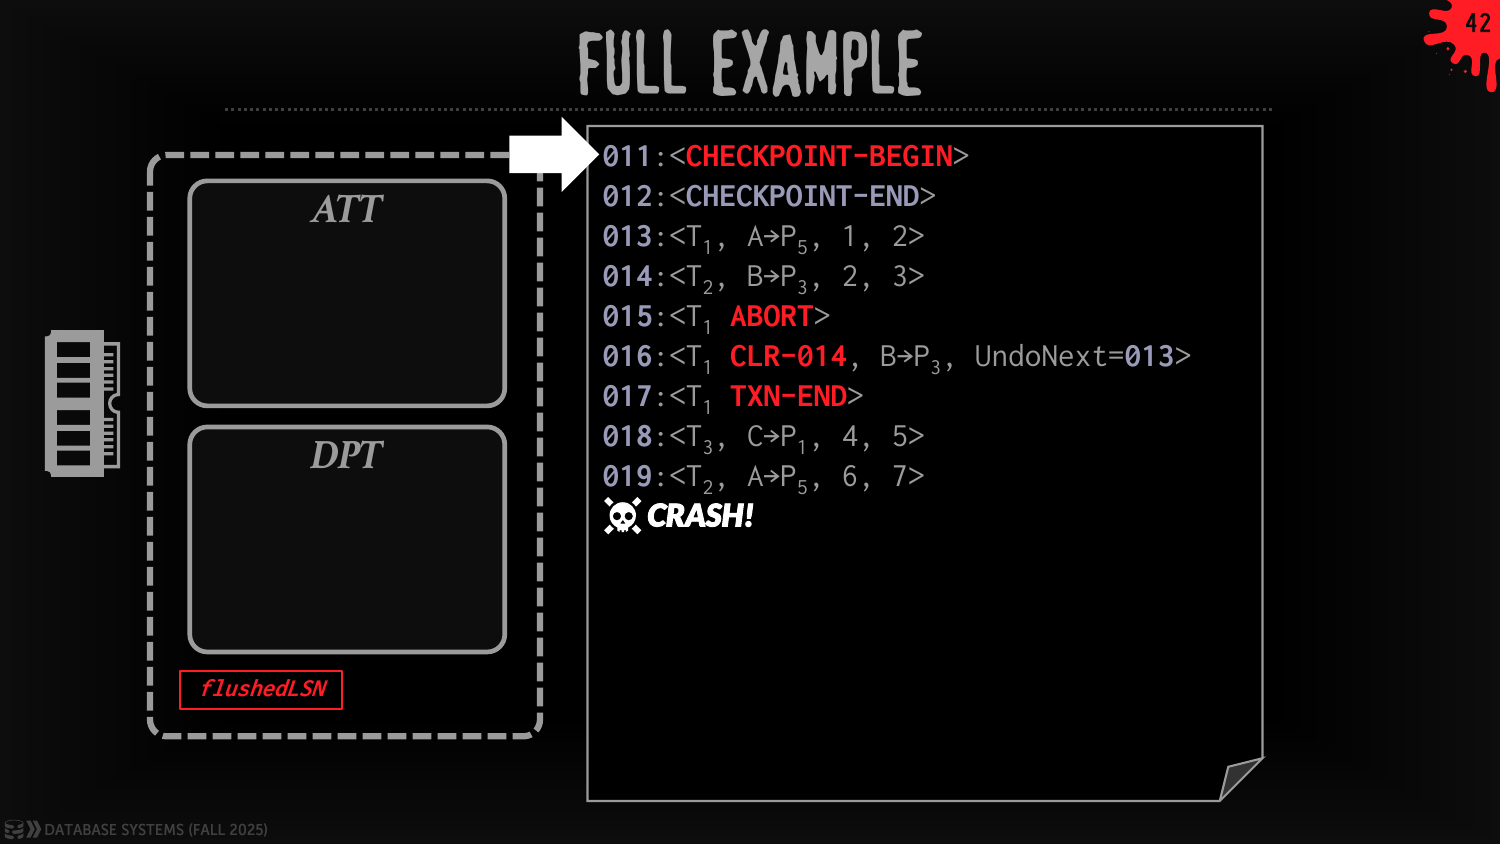 42
FULL EXAMPLE
ATT
DPT
flushedLSN
011:<CHECKPOINT-BEGIN>
012:<CHECKPOINT-END>
013:<T1, A→P5, 1, 2>
014:<T2, B→P3, 2, 3>
015:<T1 ABORT>
016:<T1 CLR-014, B→P3, UndoNext=013>
017:<T1 TXN-END>
018:<T3, C→P1, 4, 5>
019:<T2, A→P5, 6, 7>
CRASH!
DATABASE SYSTEMS (FALL 2025)